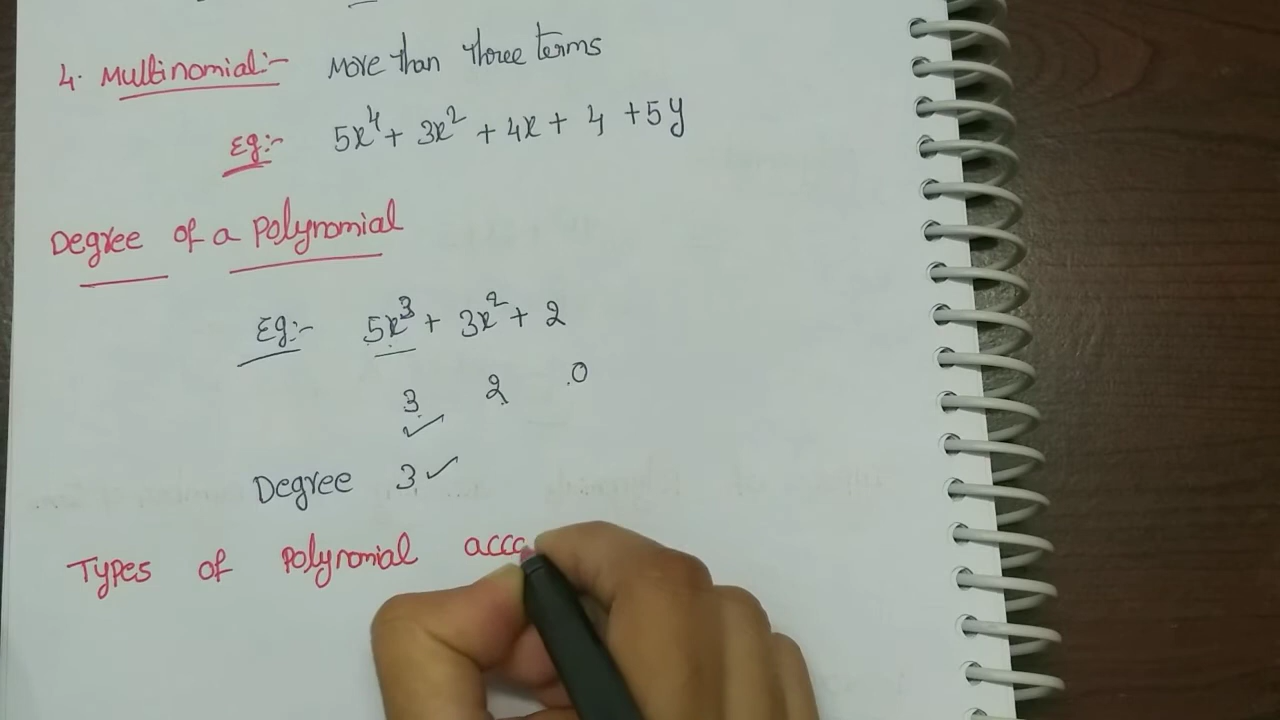 4. Multinomial:- More than three terms
Eg:- 5x⁴ + 3x² + 4x + 4 + 5y
Degree of a Polynomial
Eg:- 5x³ + 3x² + 2
3 2 .0
Degree 3 ✓
Types of Polynomial acco